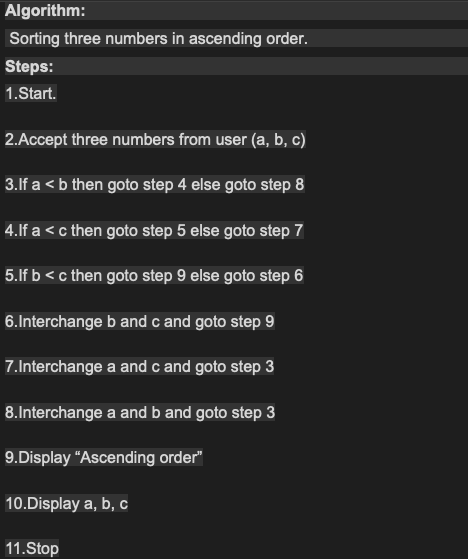 Algorithm:
Sorting three numbers in ascending order.
Steps:
1.Start.
2.Accept three numbers from user (a, b, c)
3.If a < b then goto step 4 else goto step 8
4.If a < c then goto step 5 else goto step 7
5.If b < c then goto step 9 else goto step 6
6.Interchange b and c and goto step 9
7.Interchange a and c and goto step 3
8.Interchange a and b and goto step 3
9.Display “Ascending order”
10.Display a, b, c
11.Stop